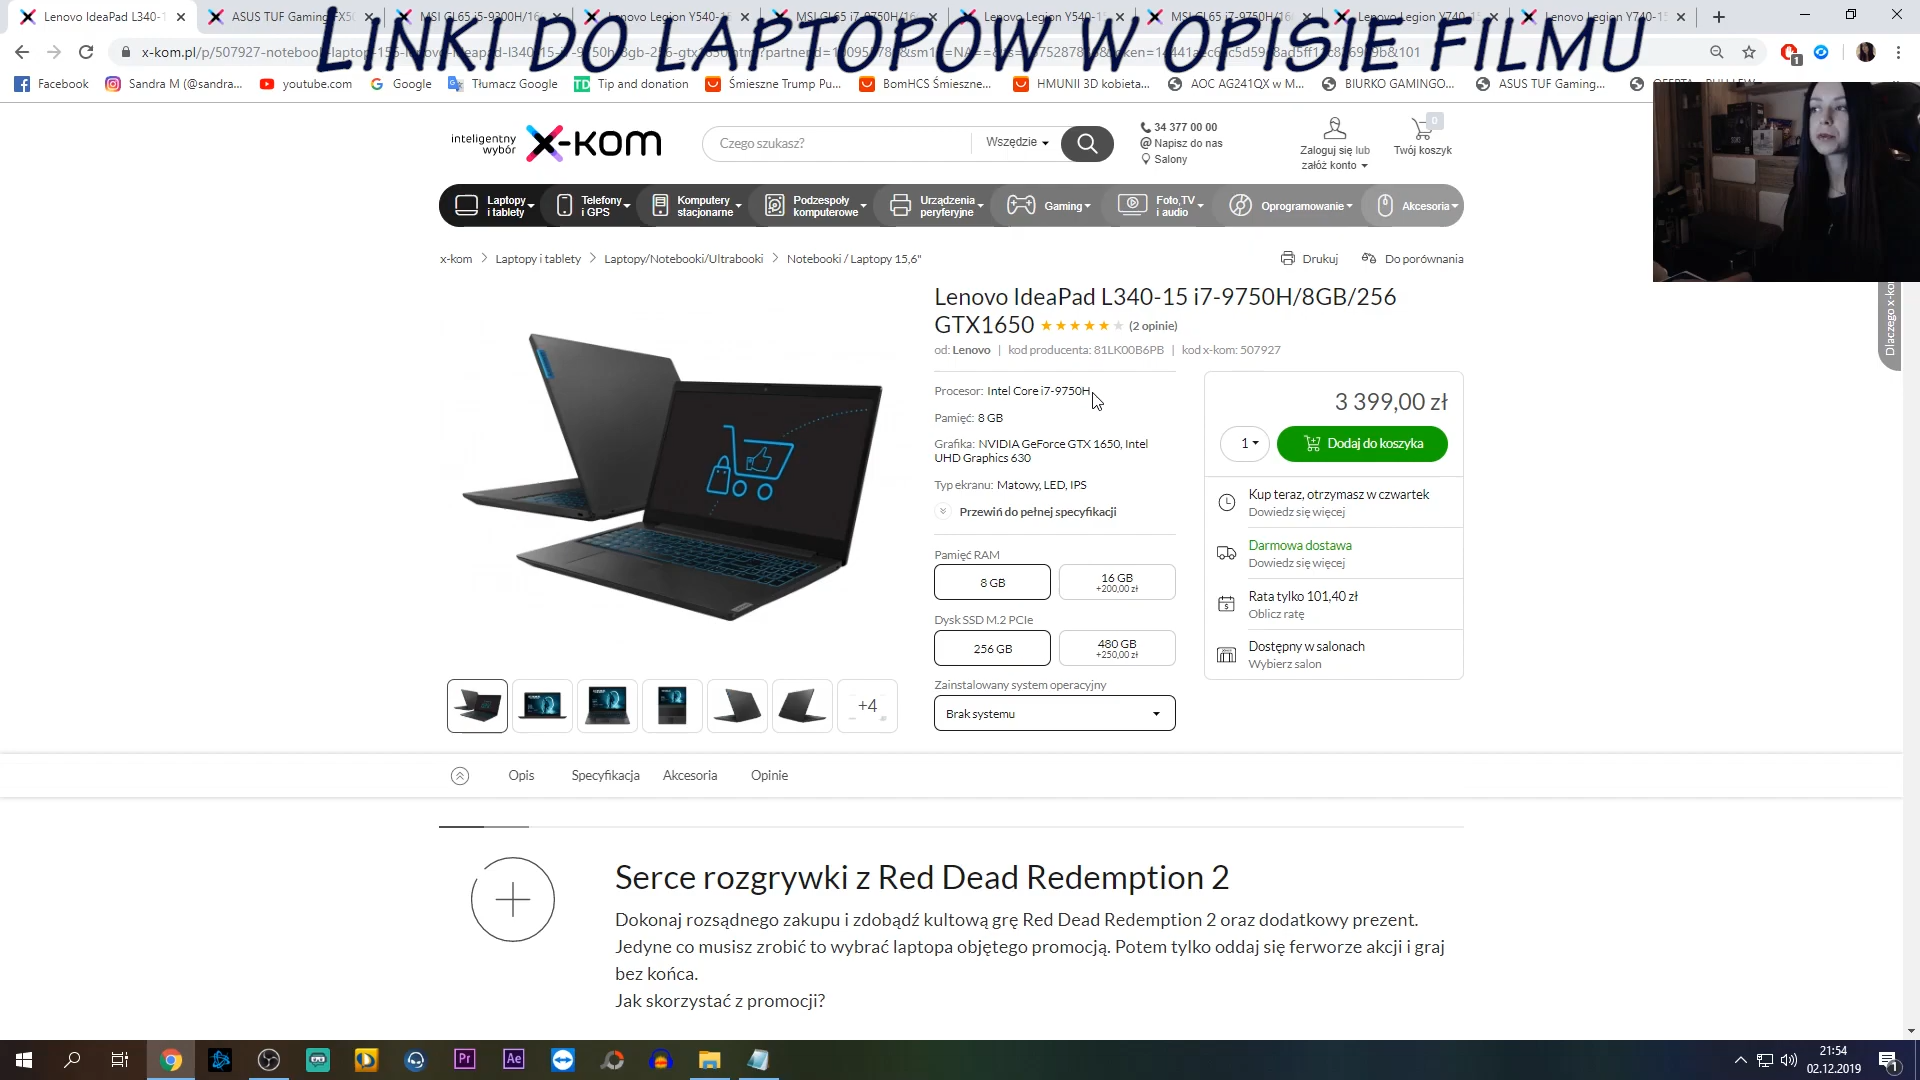 LINKI DO LAPTOPÓW W OPISIE FILMU
Lenovo IdeaPad L340-1
ASUS TUF Gaming FX50
MSI GL65 i5-9300H/16
Lenovo Legion Y540-1
MSI GL65 i7-9750H/16
Lenovo Legion Y540-1
MSI GL65 i7-9750H/16
Lenovo Legion Y740-15
Lenovo Legion Y740-15
Facebook
Sandra M (@sandra...
youtube.com
Google
Tłumacz Google
Tip and donation
Śmieszne Trump Pu...
BomHCS Śmieszne...
HMUNII 3D kobieta...
AOC AG241QX w M...
BIURKO GAMINGO...
ASUS TUF Gaming...
inteligentny
wybór
x-kom
Czego szukasz?
Wszędzie
34 377 00 00
@ Napisz do nas
Salony
Zaloguj się lub
załóż konto
0
Twój koszyk
Laptopy
i tablety
Telefony
i GPS
Komputery
stacjonarne
Podzespoły
komputerowe
Urządzenia
peryferyjne
Gaming
Foto,TV
i audio
Oprogramowanie
Akcesoria
x-kom > Laptopy i tablety > Laptopy/Notebooki/Ultrabooki > Notebooki / Laptopy 15,6"
Drukuj
Do porównania
Dlaczego x-ko
Lenovo IdeaPad L340-15 i7-9750H/8GB/256
GTX1650 (2 opinie)
od: Lenovo | kod producenta: 81LK00B6PB | kod x-kom: 507927
Procesor: Intel Core i7-9750H
Pamięć: 8 GB
Grafika: NVIDIA GeForce GTX 1650, Intel
UHD Graphics 630
Typ ekranu: Matowy, LED, IPS
Przewiń do pełnej specyfikacji
Pamięć RAM
8 GB
16 GB
+200,00 zł
Dysk SSD M.2 PCIe
256 GB
480 GB
+250,00 zł
Zainstalowany system operacyjny
Brak systemu
3 399,00 zł
1
Dodaj do koszyka
Kup teraz, otrzymasz w czwartek
Dowiedz się więcej
Darmowa dostawa
Dowiedz się więcej
Rata tylko 101,40 zł
Oblicz ratę
Dostępny w salonach
Wybierz salon
+4
Opis
Specyfikacja
Akcesoria
Opinie
Serce rozgrywki z Red Dead Redemption 2
Dokonaj rozsądnego zakupu i zdobądź kultową grę Red Dead Redemption 2 oraz dodatkowy prezent.
Jedyne co musisz zrobić to wybrać laptopa objętego promocją. Potem tylko oddaj się ferworze akcji i graj
bez końca.
Jak skorzystać z promocji?
Pr
Ae
21:54
02.12.2019
1